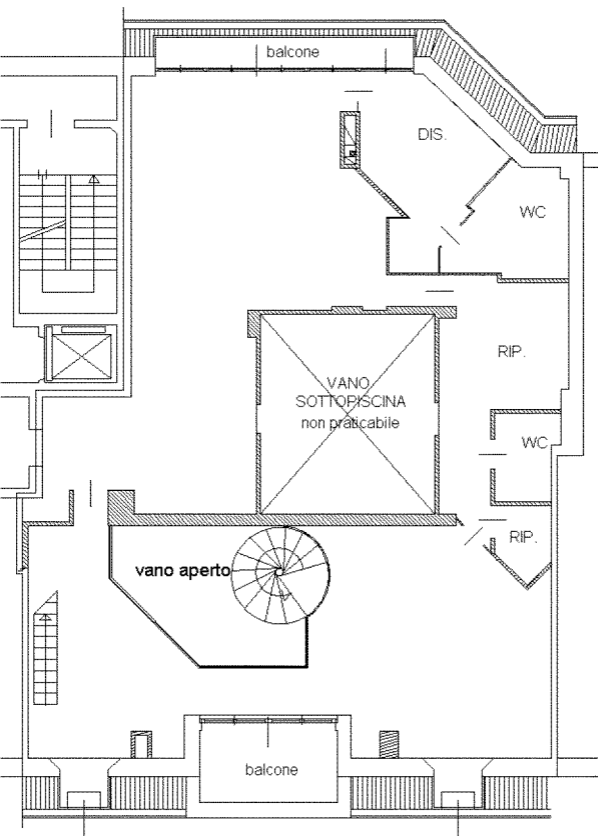 balcone
DIS.
WC
RIP.
VANO
SOTTOPISCINA
non praticabile
WC
RIP.
vano aperto
balcone